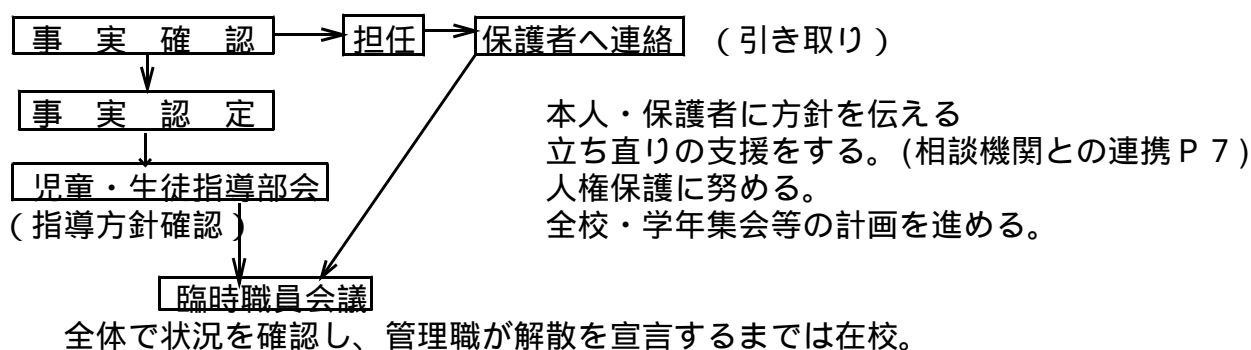 事 実 確 認 担任 保護者へ連絡 (引き取り)
事 実 認 定 本人・保護者に方針を伝える
立ち直りの支援をする。(相談機関との連携P7)
児童・生徒指導部会 人権保護に努める。
(指導方針確認) 全校・学年集会等の計画を進める。
臨時職員会議
全体で状況を確認し、管理職が解散を宣言するまでは在校。